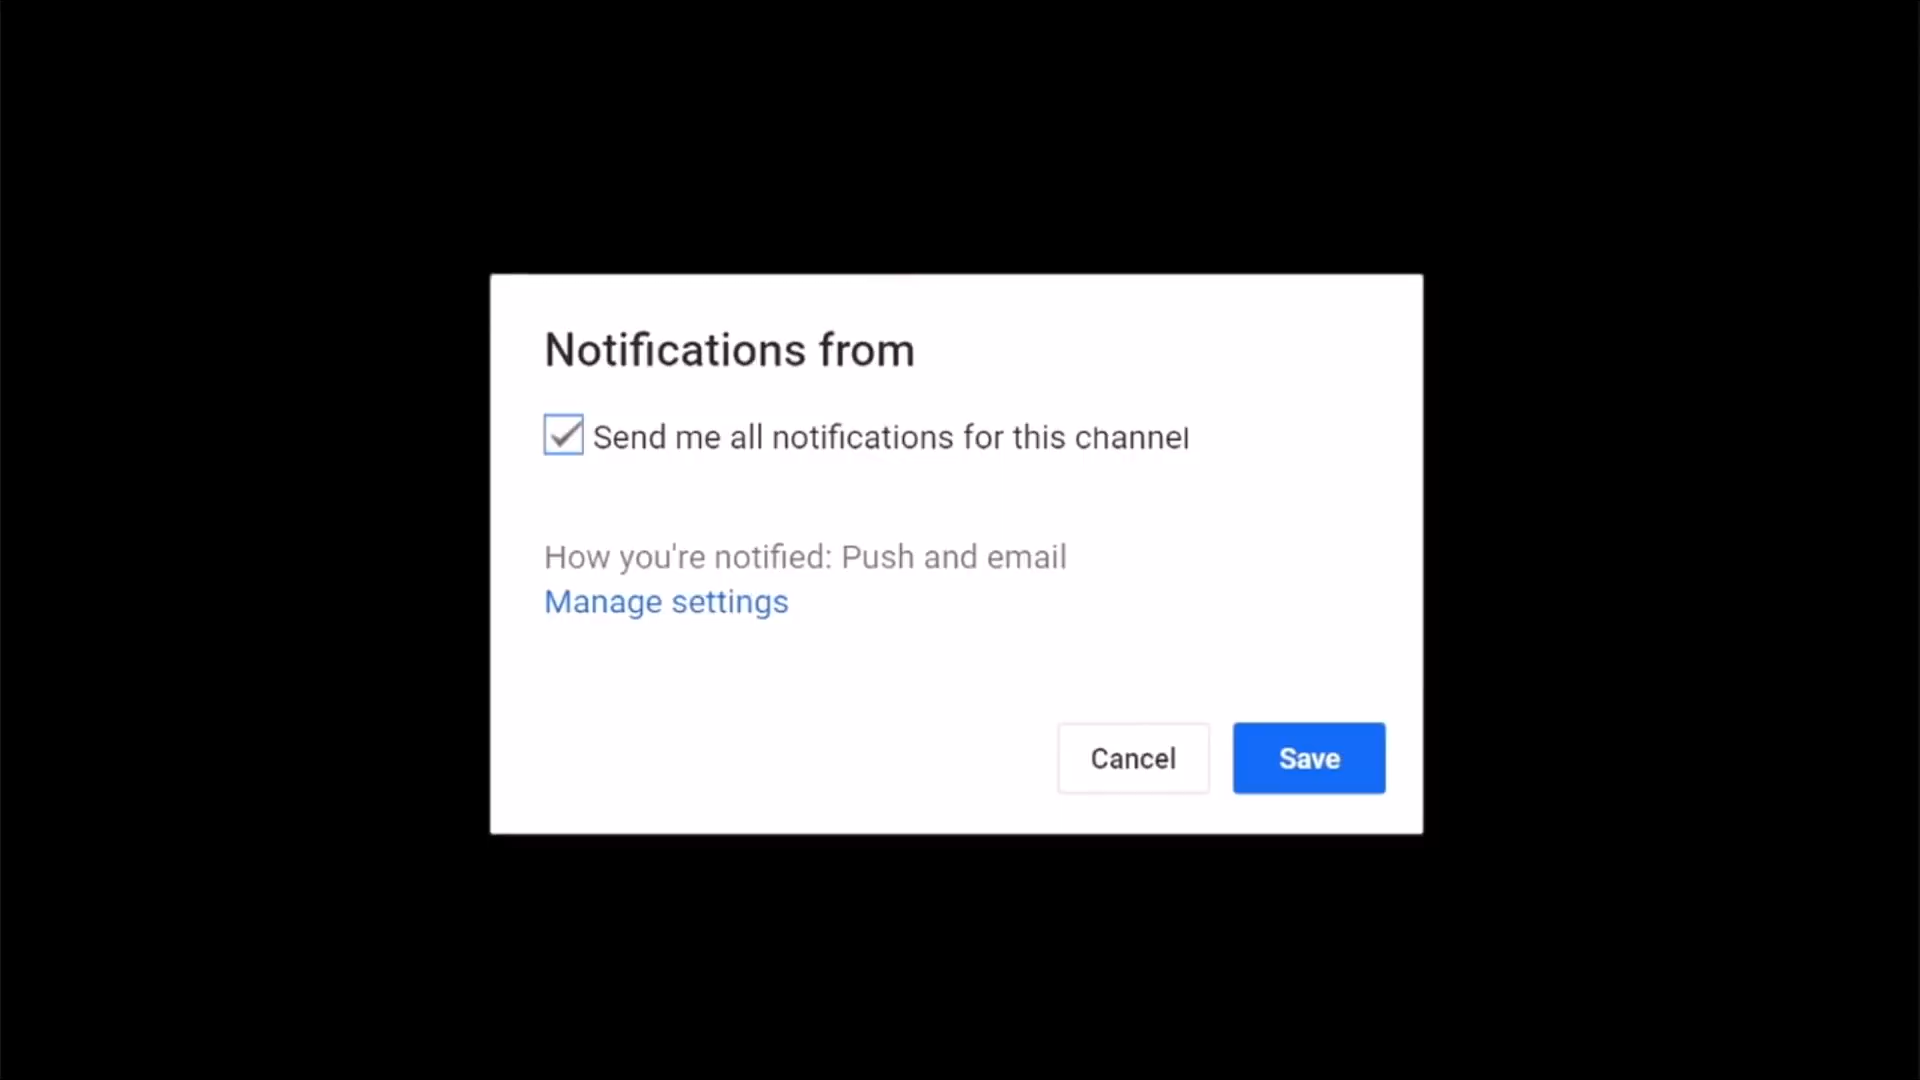 Notifications from
Send me all notifications for this channel
How you're notified: Push and email
Manage settings
Cancel
Save